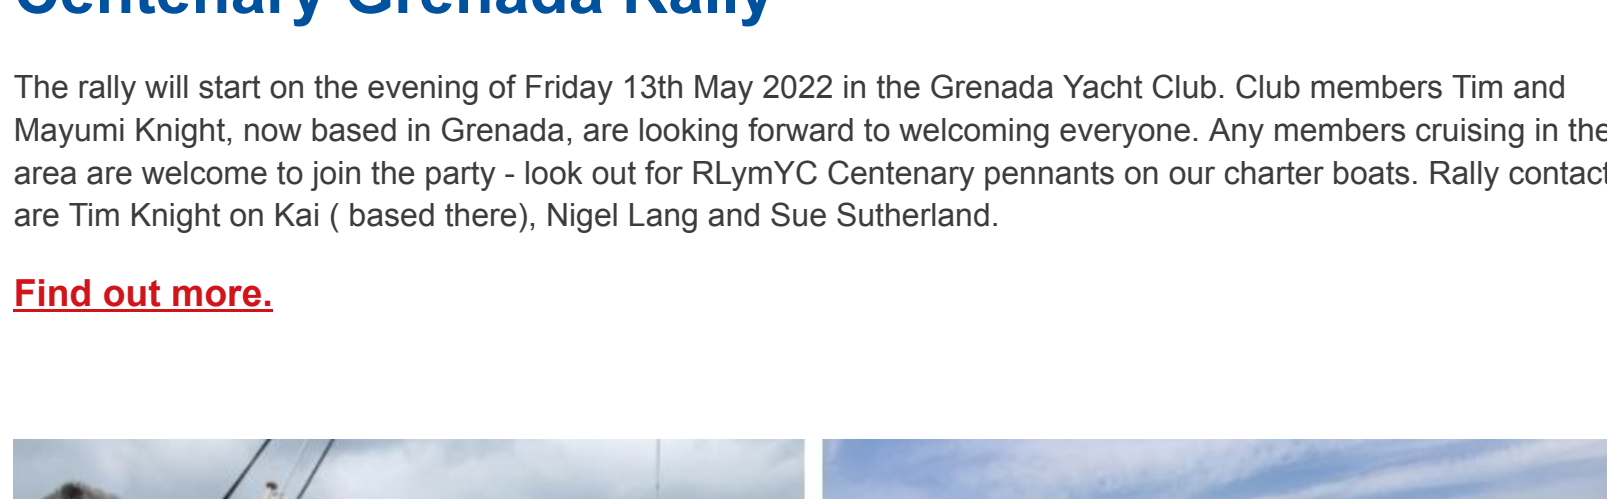 Centenary Grenada Rally
The rally will start on the evening of Friday 13th May 2022 in the Grenada Yacht Club. Club members Tim and
Mayumi Knight, now based in Grenada, are looking forward to welcoming everyone. Any members cruising in the
area are welcome to join the party - look out for RLymYC Centenary pennants on our charter boats. Rally contact
are Tim Knight on Kai ( based there), Nigel Lang and Sue Sutherland.
Find out more.